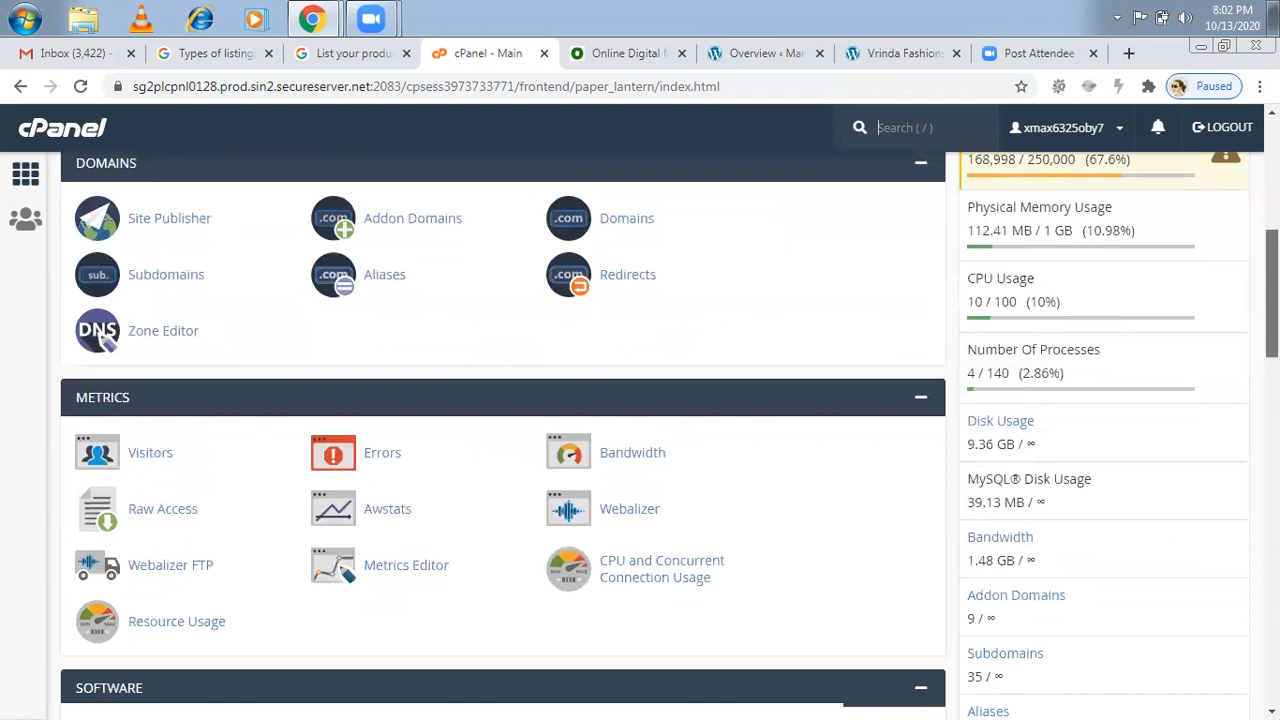 8:02 PM
10/13/2020
Inbox (3,422) -
Types of listing
List your produ
cPanel - Main
Online Digital M
Overview ‹ Mar
Vrinda Fashions
Post Attendee
sg2plcpnl0128.prod.sin2.secureserver.net:2083/cpsess3973733771/frontend/paper_lantern/index.html
Paused
cPanel
Search ( / )
xmax6325oby7
LOGOUT
DOMAINS
Site Publisher
Addon Domains
Domains
Subdomains
Aliases
Redirects
Zone Editor
METRICS
Visitors
Errors
Bandwidth
Raw Access
Awstats
Webalizer
Webalizer FTP
Metrics Editor
CPU and Concurrent
Connection Usage
Resource Usage
SOFTWARE
168,998 / 250,000 (67.6%)
Physical Memory Usage
112.41 MB / 1 GB (10.98%)
CPU Usage
10 / 100 (10%)
Number Of Processes
4 / 140 (2.86%)
Disk Usage
9.36 GB / ∞
MySQL® Disk Usage
39.13 MB / ∞
Bandwidth
1.48 GB / ∞
Addon Domains
9 / ∞
Subdomains
35 / ∞
Aliases